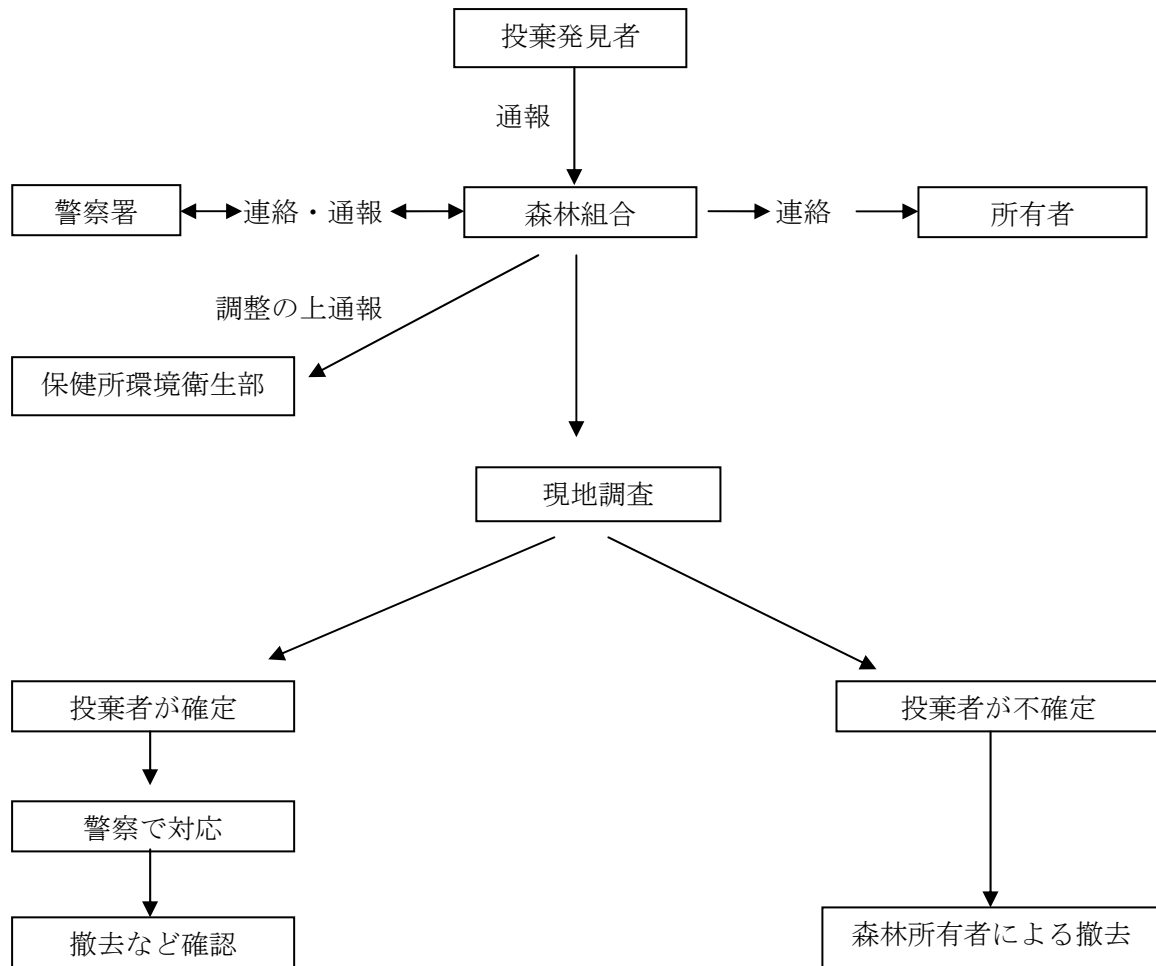 投棄発見者
通報
警察署
連絡・通報
森林組合
連絡
所有者
調整の上通報
保健所環境衛生部
現地調査
投棄者が確定
投棄者が不確定
警察で対応
撤去など確認
森林所有者による撤去